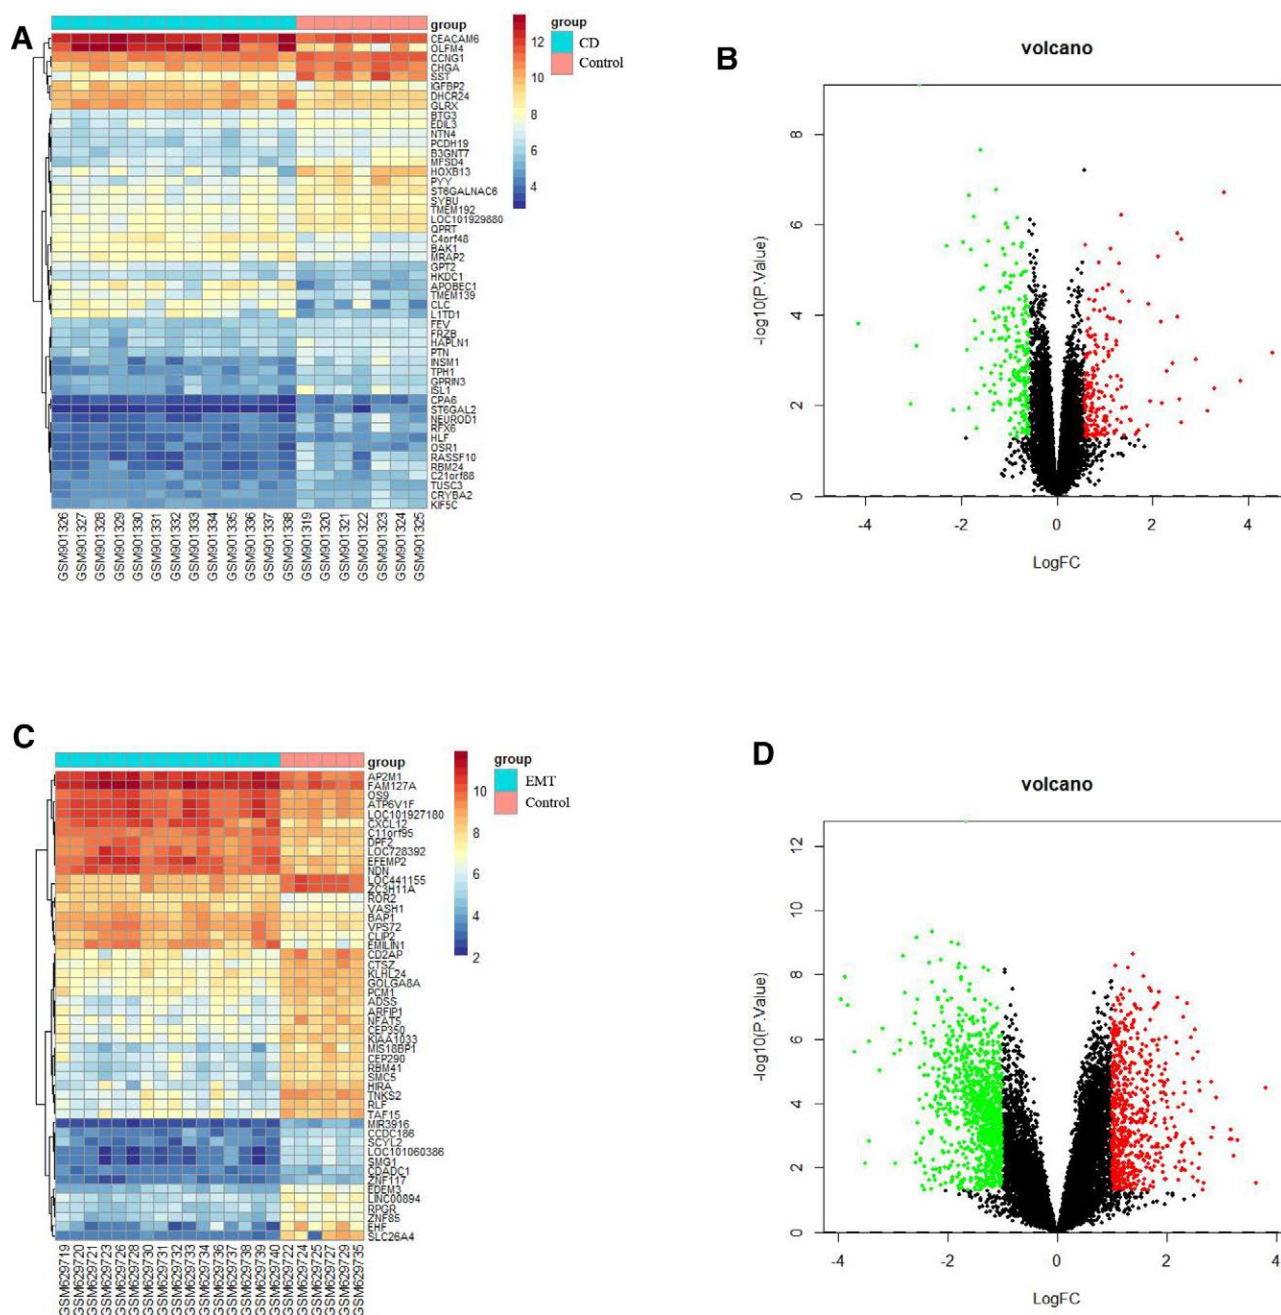 A
group
CEACAM6
OLFM4
CCNG1
CHGA
SST
IGFBP2
DHCR24
GLRX
BTG3
EDIL3
NTN4
PCDH19
B3GNT7
MFSD4
HOXB13
PYY
ST6GALNAC6
SYBU
TMEM192
LOC101929880
QPRT
C4orf48
BAK1
MRAP2
GPT2
HKDC1
APOBEC1
TMEM139
CLC
L1TD1
FEV
FRZB
HAPLN1
PTN
INSM1
TPH1
GPRIN3
ISL1
CPA6
ST6GAL2
NEUROD1
RFX6
HLF
OSR1
RASSF10
RBM24
C21orf88
TUSC3
CRYBA2
KIF5C
12
10
8
6
4
group
CD
Control
GSM901326
GSM901327
GSM901328
GSM901329
GSM901330
GSM901331
GSM901332
GSM901333
GSM901334
GSM901335
GSM901336
GSM901337
GSM901338
GSM901319
GSM901320
GSM901321
GSM901322
GSM901323
GSM901324
GSM901325
B
volcano
-log10(P.Value)
8
6
4
2
0
-4 -2 0 2 4
LogFC
C
group
AP2M1
FAM127A
OS9
ATP6V1F
LOC101927180
CXCL12
C11orf95
DPF2
LOC728392
EFEMP2
NDN
LOC441155
ZC3H11A
ROR2
VASH1
BAP1
VPS72
CLIP2
EMILIN1
CD2AP
CTSZ
KLHL24
GOLGA8A
PCM1
ADSS
ARFIP1
NFAT5
CEP350
KIAA1033
MIS18BP1
CEP290
RBM41
SMC5
HIRA
TNKS2
RLF
TAF15
MIR3916
CCDC186
SCYL2
LOC101060386
SMG1
CDADC1
ZNF117
EDEM3
LINC00894
RPGR
ZNF85
EHF
SLC26A4
10
8
6
4
2
group
EMT
Control
GSM629719
GSM629720
GSM629721
GSM629723
GSM629726
GSM629728
GSM629730
GSM629731
GSM629732
GSM629733
GSM629734
GSM629736
GSM629737
GSM629738
GSM629739
GSM629740
GSM629722
GSM629724
GSM629725
GSM629727
GSM629729
GSM629735
D
volcano
-log10(P.Value)
12
10
8
6
4
2
0
-4 -2 0 2 4
LogFC